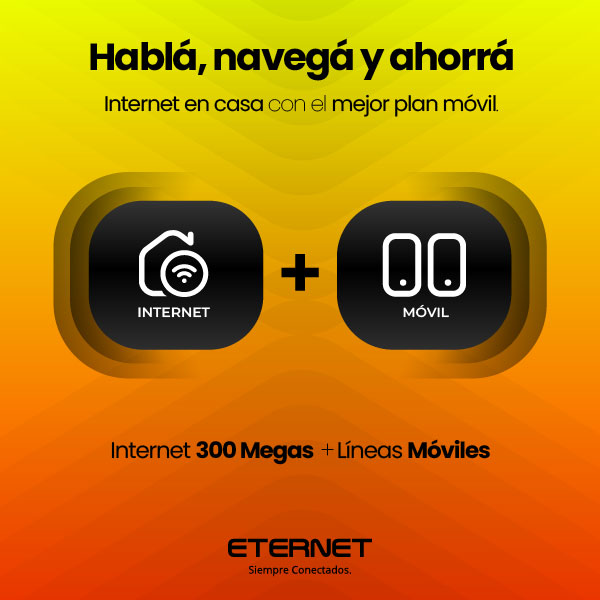 Hablá, navegá y ahorrá
Internet en casa con el mejor plan móvil.
INTERNET
+
MÓVIL
Internet 300 Megas + Líneas Móviles
ETERNET
Siempre Conectados.